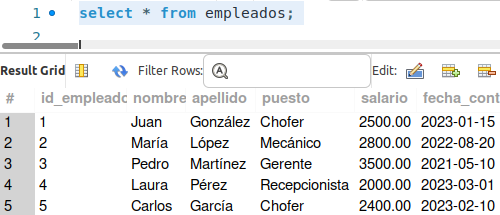 1 select * from empleados;
2
Result Grid Filter Rows: Edit:
# id_empleado nombre apellido puesto salario fecha_cont
1 1 Juan González Chofer 2500.00 2023-01-15
2 2 María López Mecánico 2800.00 2022-08-20
3 3 Pedro Martínez Gerente 3500.00 2021-05-10
4 4 Laura Pérez Recepcionista 2000.00 2023-03-01
5 5 Carlos García Chofer 2400.00 2023-02-10